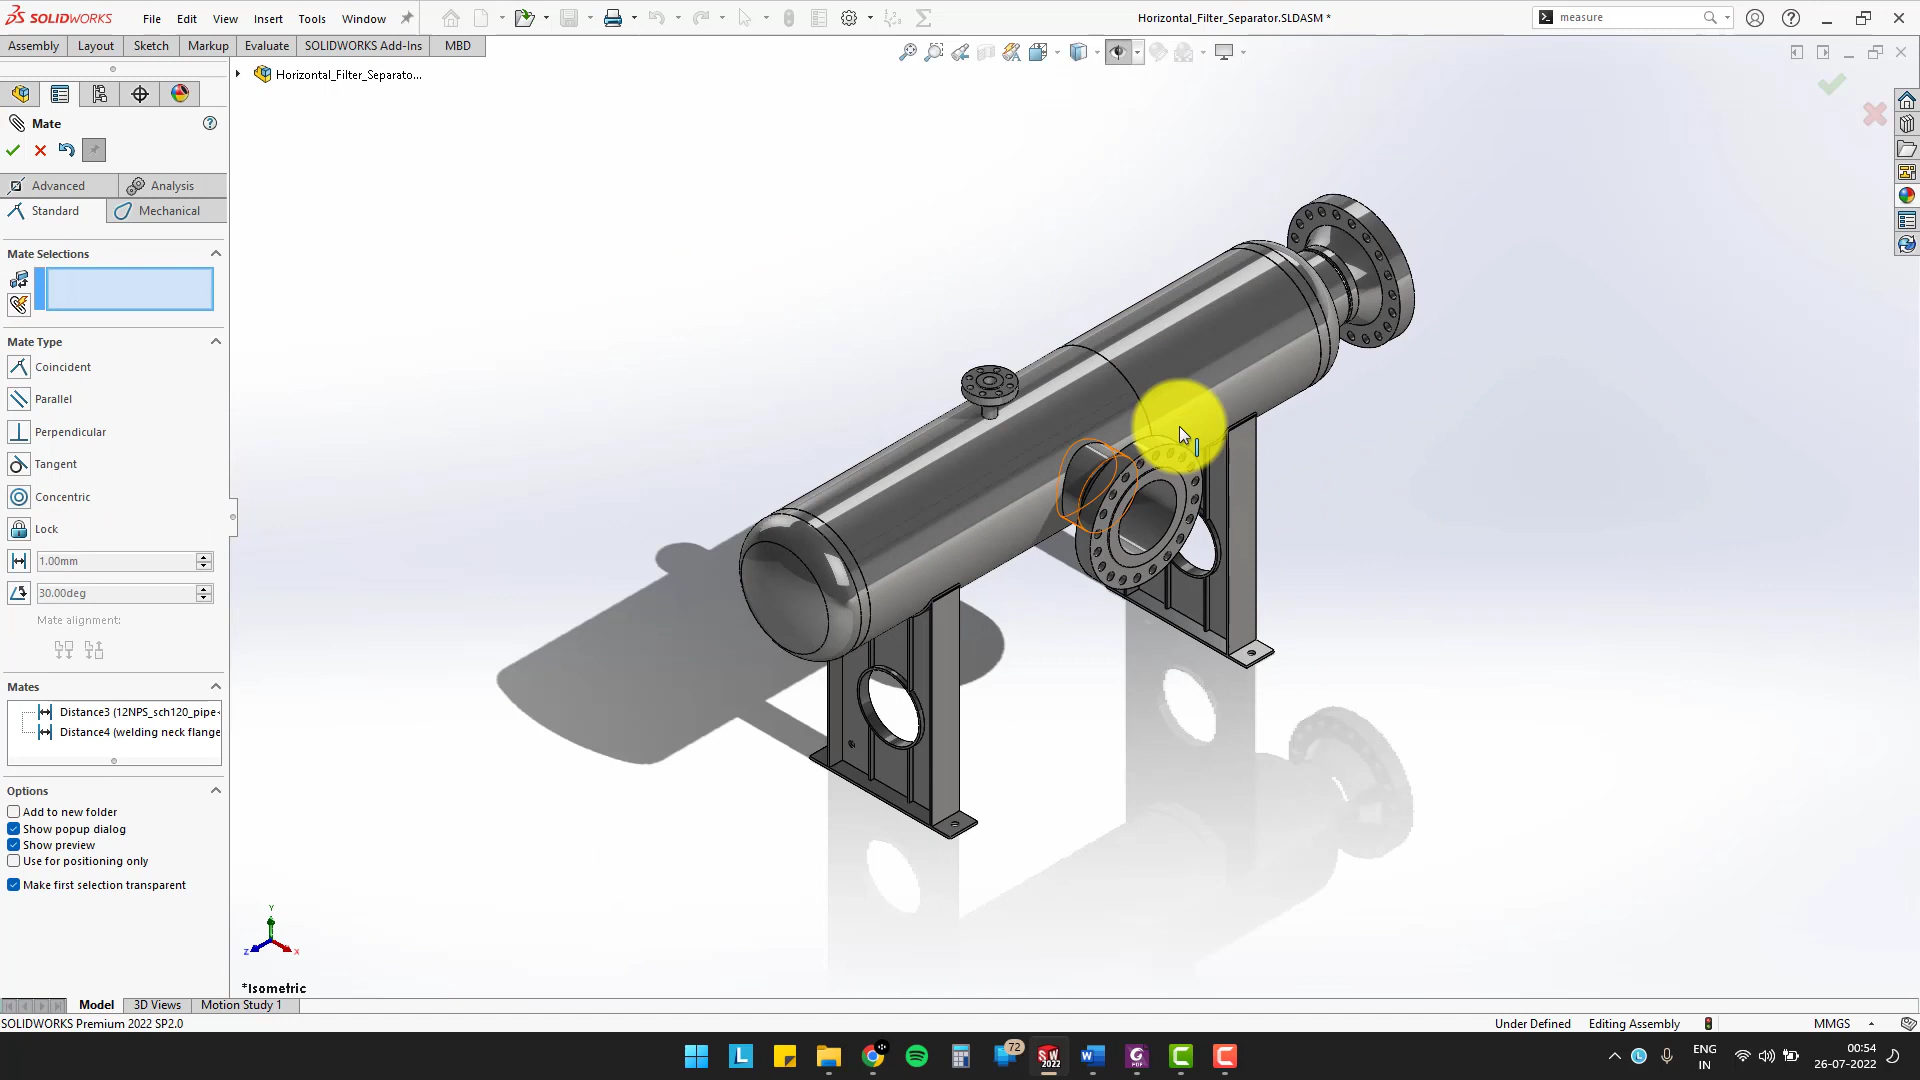 SOLIDWORKS File Edit View Insert Tools Window Horizontal_Filter_Separator.SLDASM * measure
Assembly Layout Sketch Markup Evaluate SOLIDWORKS Add-Ins MBD
Horizontal_Filter_Separato...
Mate
Advanced Analysis
Standard Mechanical
Mate Selections
Mate Type
Coincident
Parallel
Perpendicular
Tangent
Concentric
Lock
1.00mm
30.00deg
Mate alignment:
Mates
Distance3 (12NPS_sch120_pipe
Distance4 (welding neck flange
Options
Add to new folder
Show popup dialog
Show preview
Use for positioning only
Make first selection transparent
Y
Z X
*Isometric
Model 3D Views Motion Study 1
SOLIDWORKS Premium 2022 SP2.0 Under Defined Editing Assembly MMGS
72
SW
2022
L
W
PDF
C
C
ENG
IN
00:54
26-07-2022